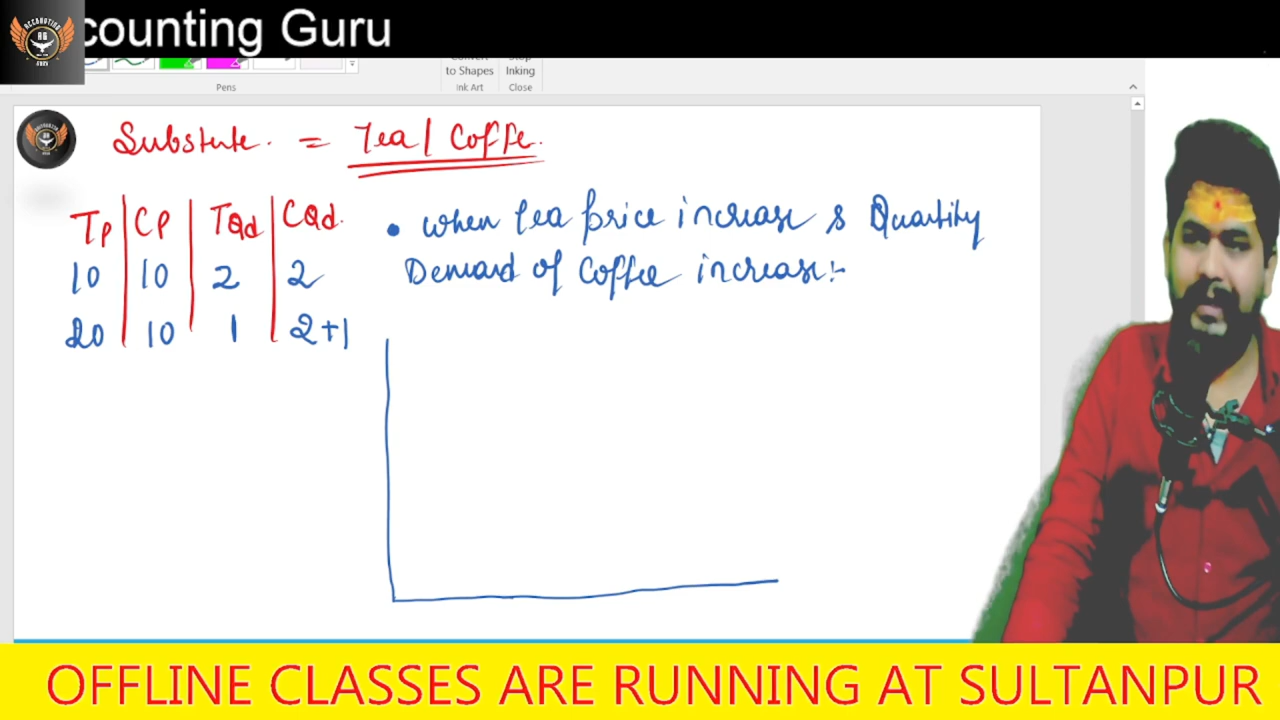 counting Guru
to Shapes
Inking
Pens
Ink Art
Close
Substute. = Tea/Coffe.
Tp Cp TQd CQd.
10 10 2 2
20 10 1 2+1
• When tea price increase & Quantity
Demand of Coffee increase:-
OFFLINE CLASSES ARE RUNNING AT SULTANPUR